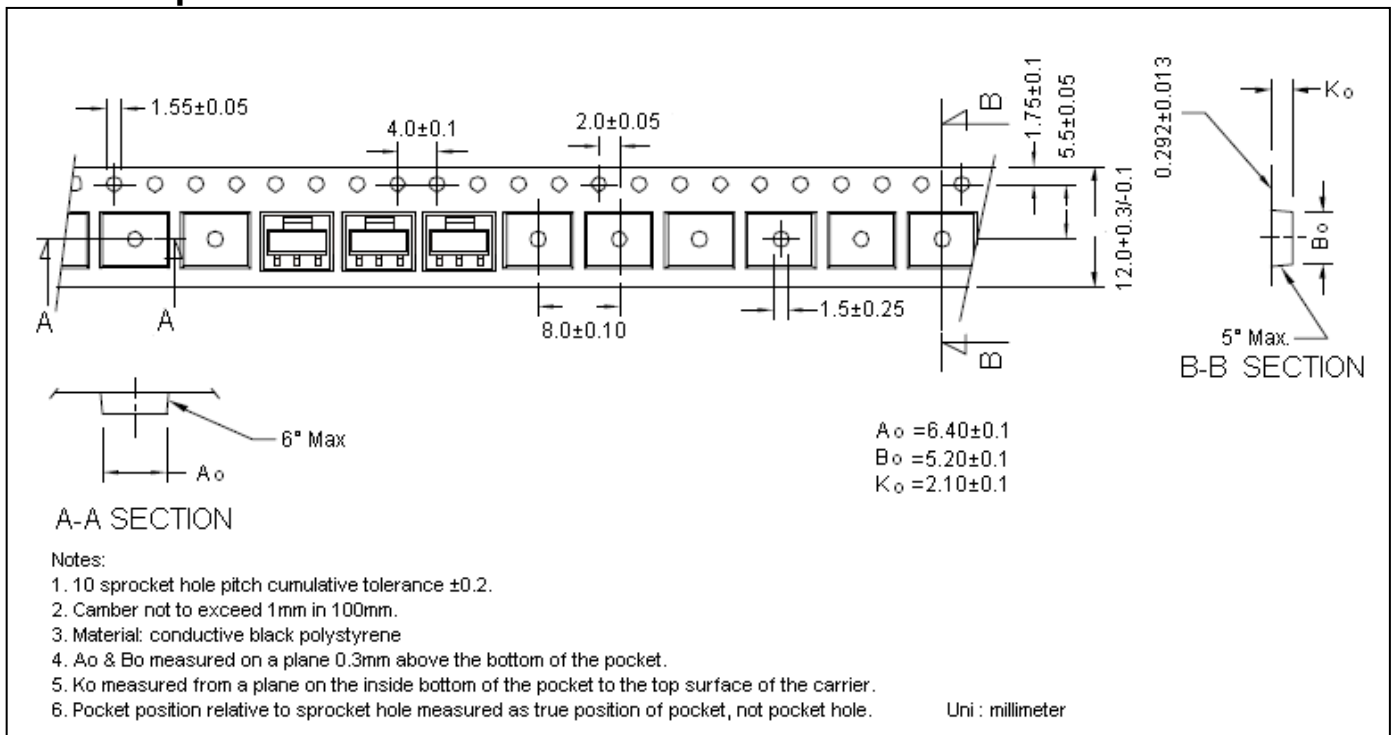 1.55±0.05
4.0±0.1
2.0±0.05
B
1.75±0.1
5.5±0.05
0.292±0.013
Ko
12.0+0.3/-0.1
Bo
A
A
8.0±0.10
1.5±0.25
B
5° Max.
B-B SECTION
6° Max
Ao
A-A SECTION
Ao =6.40±0.1
Bo =5.20±0.1
Ko =2.10±0.1
Notes:
1. 10 sprocket hole pitch cumulative tolerance ±0.2.
2. Camber not to exceed 1mm in 100mm.
3. Material: conductive black polystyrene
4. Ao & Bo measured on a plane 0.3mm above the bottom of the pocket.
5. Ko measured from a plane on the inside bottom of the pocket to the top surface of the carrier.
6. Pocket position relative to sprocket hole measured as true position of pocket, not pocket hole.
Uni : millimeter